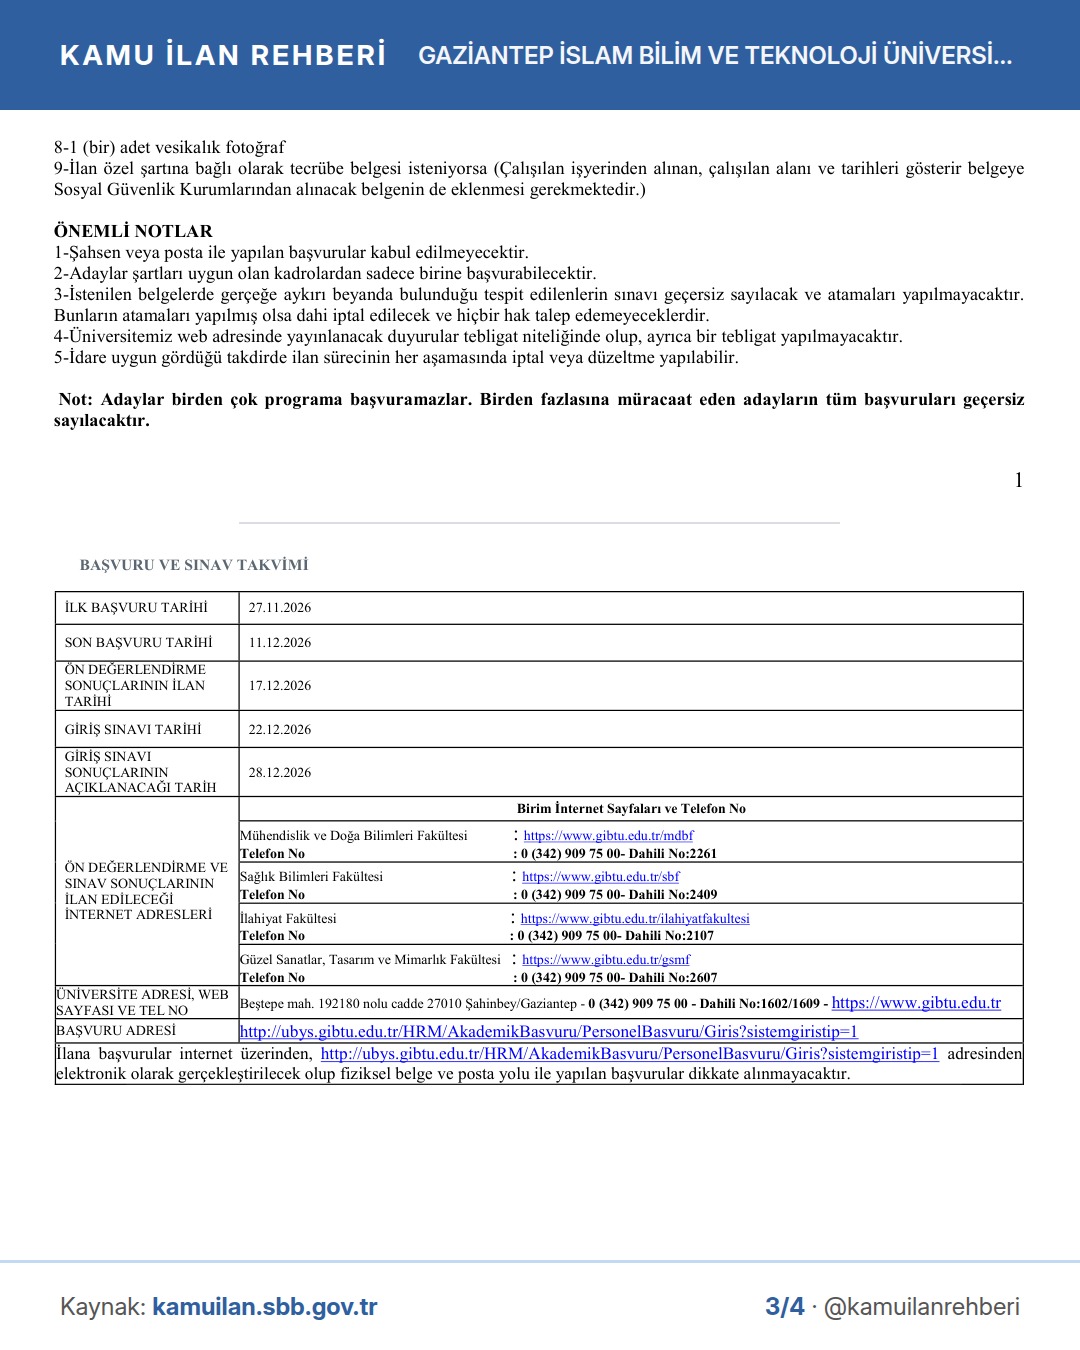 KAMU İLAN REHBERİ GAZİANTEP İSLAM BİLİM VE TEKNOLOJİ ÜNİVERSİ...
8-1 (bir) adet vesikalık fotoğraf
9-İlan özel şartına bağlı olarak tecrübe belgesi isteniyorsa (Çalışılan işyerinden alınan, çalışılan alanı ve tarihleri gösterir belgeye
Sosyal Güvenlik Kurumlarından alınacak belgenin de eklenmesi gerekmektedir.)
ÖNEMLİ NOTLAR
1-Şahsen veya posta ile yapılan başvurular kabul edilmeyecektir.
2-Adaylar şartları uygun olan kadrolardan sadece birine başvurabilecektir.
3-İstenilen belgelerde gerçeğe aykırı beyanda bulunduğu tespit edilenlerin sınavı geçersiz sayılacak ve atamaları yapılmayacaktır.
Bunların atamaları yapılmış olsa dahi iptal edilecek ve hiçbir hak talep edemeyeceklerdir.
4-Üniversitemiz web adresinde yayınlanacak duyurular tebligat niteliğinde olup, ayrıca bir tebligat yapılmayacaktır.
5-İdare uygun gördüğü takdirde ilan sürecinin her aşamasında iptal veya düzeltme yapılabilir.
Not: Adaylar birden çok programa başvuramazlar. Birden fazlasına müracaat eden adayların tüm başvuruları geçersiz
sayılacaktır.
1
BAŞVURU VE SINAV TAKVİMİ
İLK BAŞVURU TARİHİ 27.11.2026
SON BAŞVURU TARİHİ 11.12.2026
ÖN DEĞERLENDİRME
SONUÇLARININ İLAN
TARİHİ
17.12.2026
GİRİŞ SINAVI TARİHİ 22.12.2026
GİRİŞ SINAVI
SONUÇLARININ
AÇIKLANACAĞI TARİH
28.12.2026
ÖN DEĞERLENDİRME VE
SINAV SONUÇLARININ
İLAN EDİLECEĞİ
İNTERNET ADRESLERİ
Birim İnternet Sayfaları ve Telefon No
Mühendislik ve Doğa Bilimleri Fakültesi : https://www.gibtu.edu.tr/mdbf
Telefon No : 0 (342) 909 75 00- Dahili No:2261
Sağlık Bilimleri Fakültesi : https://www.gibtu.edu.tr/sbf
Telefon No : 0 (342) 909 75 00- Dahili No:2409
İlahiyat Fakültesi : https://www.gibtu.edu.tr/ilahiyatfakultesi
Telefon No : 0 (342) 909 75 00- Dahili No:2107
Güzel Sanatlar, Tasarım ve Mimarlık Fakültesi : https://www.gibtu.edu.tr/gsmf
Telefon No : 0 (342) 909 75 00- Dahili No:2607
ÜNİVERSİTE ADRESİ, WEB
SAYFASI VE TEL NO
Beştepe mah. 192180 nolu cadde 27010 Şahinbey/Gaziantep - 0 (342) 909 75 00 - Dahili No:1602/1609 - https://www.gibtu.edu.tr
BAŞVURU ADRESİ http://ubys.gibtu.edu.tr/HRM/AkademikBasvuru/PersonelBasvuru/Giris?sistemgiristip=1
İlana başvurular internet üzerinden, http://ubys.gibtu.edu.tr/HRM/AkademikBasvuru/PersonelBasvuru/Giris?sistemgiristip=1 adresinden
elektronik olarak gerçekleştirilecek olup fiziksel belge ve posta yolu ile yapılan başvurular dikkate alınmayacaktır.
Kaynak: kamuilan.sbb.gov.tr 3/4 · @kamuilanrehberi